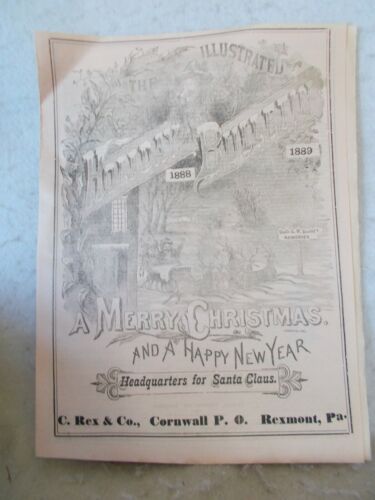 THE ILLUSTRATED
1888
1889
A MERRY CHRISTMAS,
AND A HAPPY NEW YEAR
Headquarters for Santa Claus.
C. Rex & Co., Cornwall P. O. Rexmont, Pa.